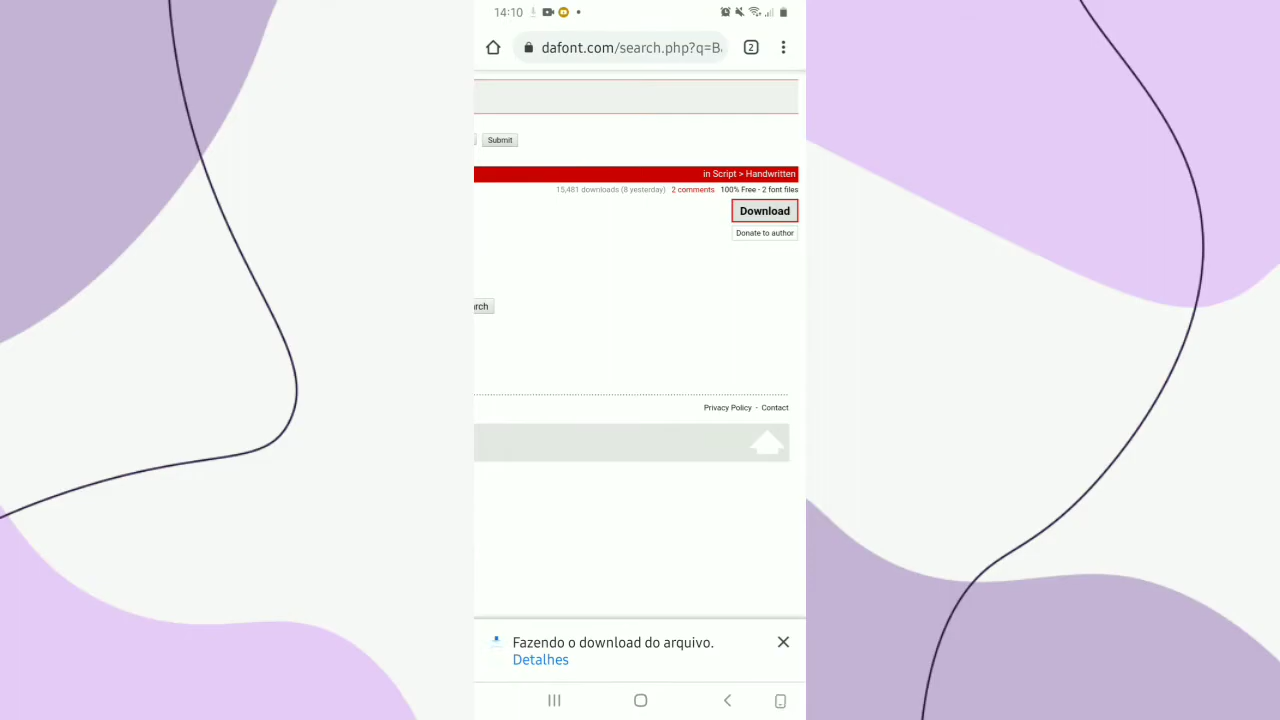 14:10
dafont.com/search.php?q=B
2
Submit
in Script > Handwritten
15,481 downloads (8 yesterday) 2 comments 100% Free - 2 font files
Download
Donate to author
rch
Privacy Policy - Contact
Fazendo o download do arquivo.
Detalhes